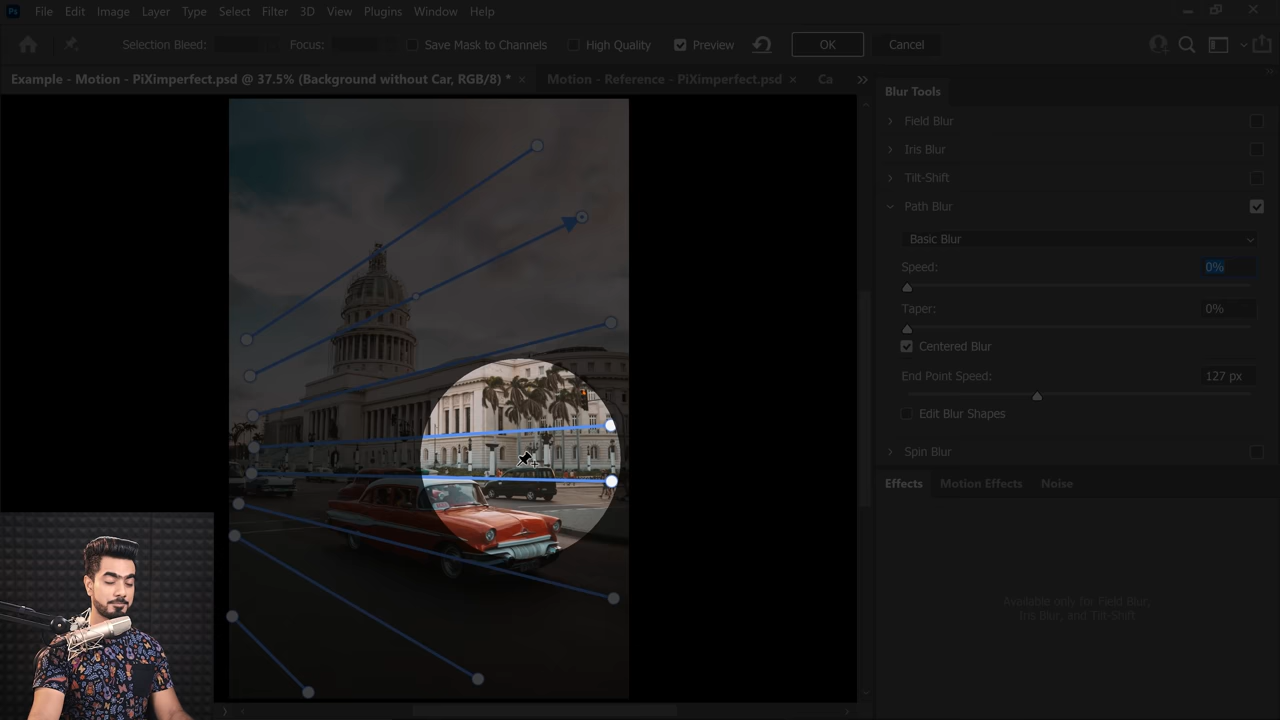 Ps File Edit Image Layer Type Select Filter 3D View Plugins Window Help
Selection Bleed: Focus: Save Mask to Channels High Quality Preview OK Cancel
Example - Motion - PiXimperfect.psd @ 37.5% (Background without Car, RGB/8) * × Motion - Reference - PiXimperfect.psd × Ca
Blur Tools
Field Blur
Iris Blur
Tilt-Shift
Path Blur
Basic Blur
Speed: 0%
Taper: 0%
Centered Blur
End Point Speed: 127 px
Edit Blur Shapes
Spin Blur
Effects Motion Effects Noise
Available only for Field Blur,
Iris Blur, and Tilt-Shift